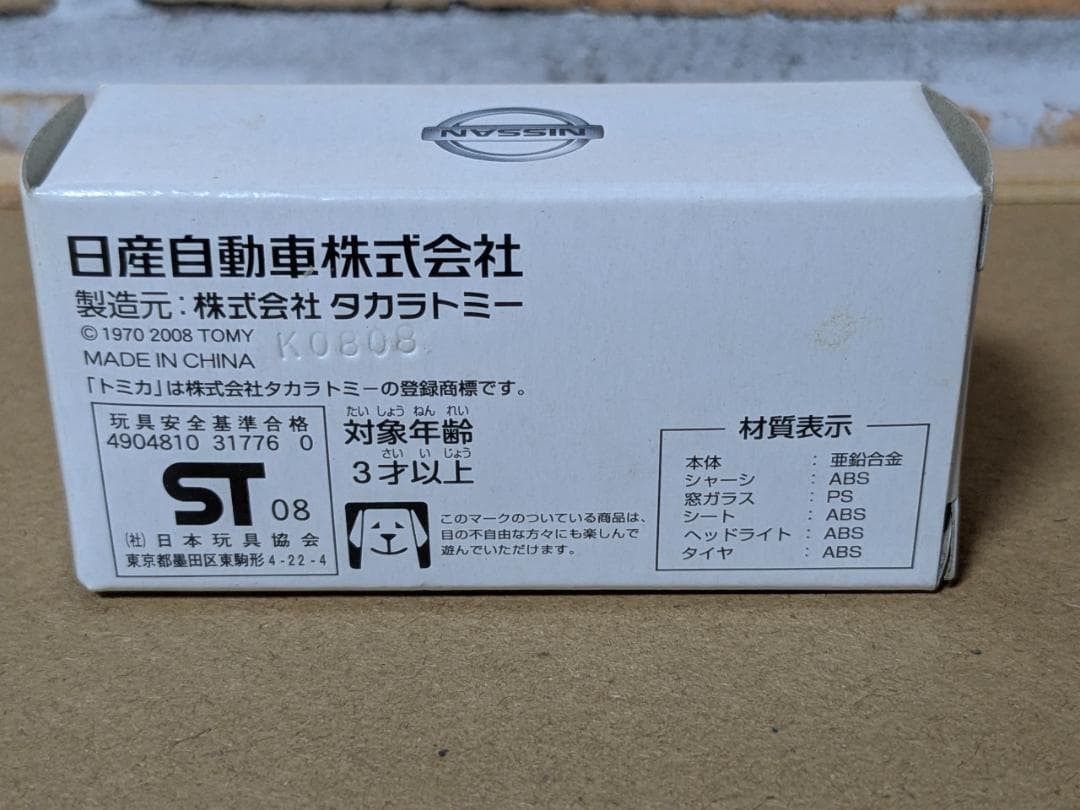 NISSAN
日産自動車株式会社
製造元：株式会社 タカラトミー
© 1970 2008 TOMY
MADE IN CHINA K0808
「トミカ」は株式会社タカラトミーの登録商標です。
玩具安全基準合格
4904810 31776 0
ST 08
(社) 日本玩具協会
東京都墨田区東駒形4-22-4
たい しょう ねん れい
対象年齢
さい い じょう
3才以上
このマークのついている商品は、
目の不自由な方々にも楽しんで
遊んでいただけます。
材質表示
本体 : 亜鉛合金
シャーシ : ABS
窓ガラス : PS
シート : ABS
ヘッドライト : ABS
タイヤ : ABS